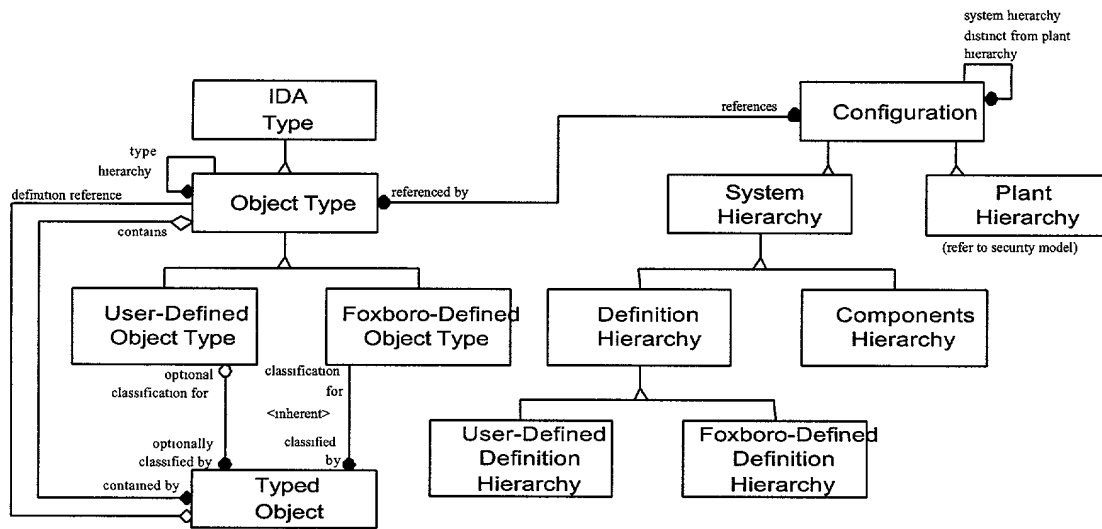 system hierarchy
distinct from plant
hierarchy
IDA
Type
references
Configuration
type
hierarchy
definition reference
Object Type
referenced by
System
Hierarchy
Plant
Hierarchy
contains
(refer to security model)
User-Defined
Object Type
Foxboro-Defined
Object Type
Definition
Hierarchy
Components
Hierarchy
optional
classification for
classification
for
<inherent>
optionally
classified by
classified
by
User-Defined
Definition
Hierarchy
Foxboro-Defined
Definition
Hierarchy
contained by
Typed
Object